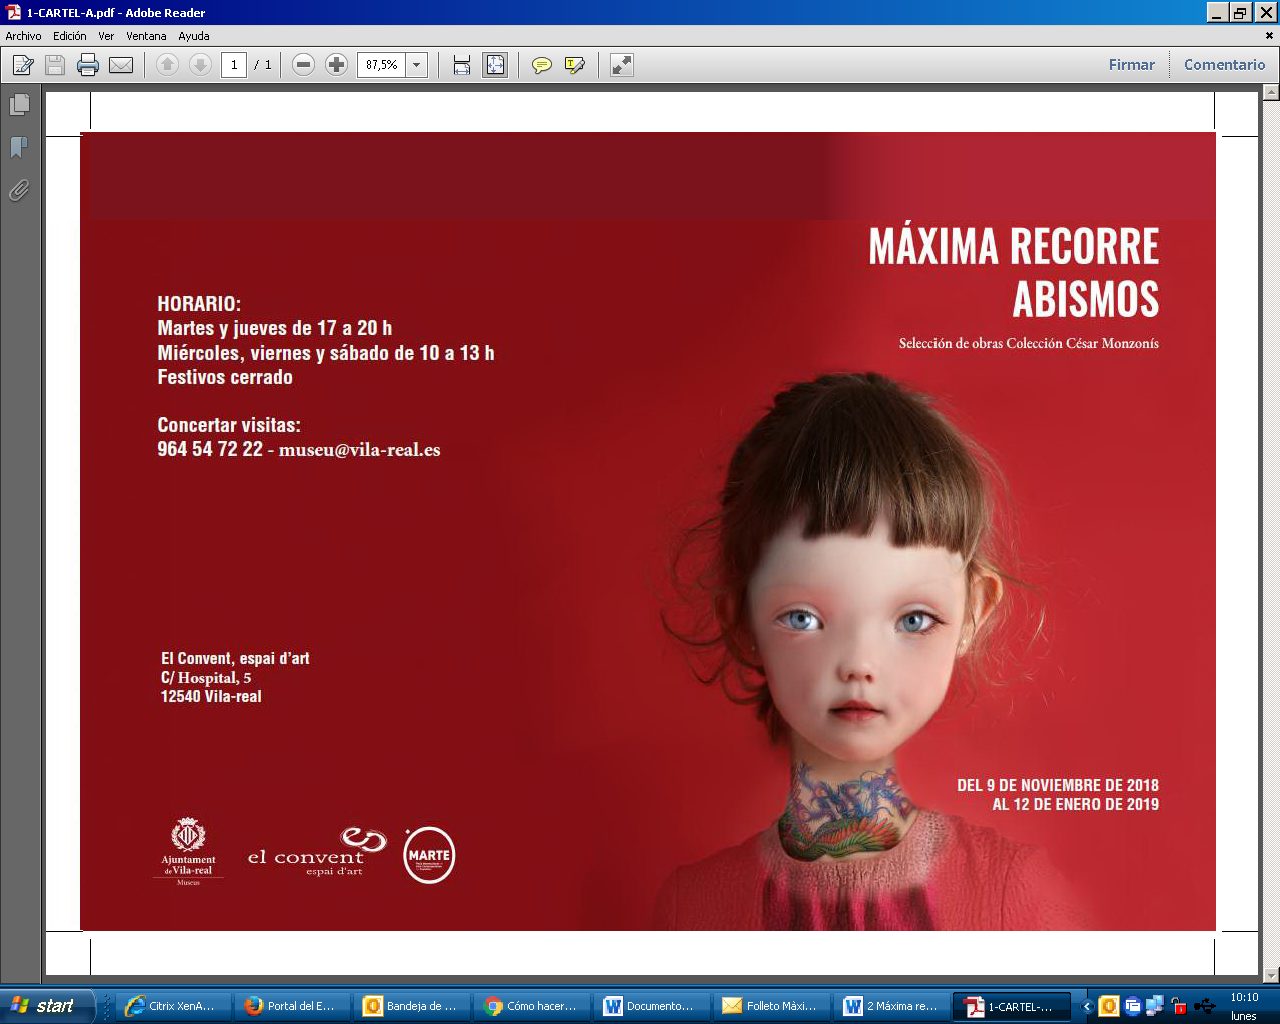 1-CARTEL-A.pdf - Adobe Reader
Archivo Edición Ver Ventana Ayuda
1 / 1 87,5% Firmar Comentario
MÁXIMA RECORRE
ABISMOS
Selección de obras Colección César Monzonís
HORARIO:
Martes y jueves de 17 a 20 h
Miércoles, viernes y sábado de 10 a 13 h
Festivos cerrado
Concertar visitas:
964 54 72 22 - museu@vila-real.es
El Convent, espai d'art
C/ Hospital, 5
12540 Vila-real
DEL 9 DE NOVIEMBRE DE 2018
AL 12 DE ENERO DE 2019
Ajuntament
de Vila-real
Museus
el convent
espai d'art
MARTE
start Citrix XenA... Portal del E... Bandeja de ... Cómo hacer... Documento... Folleto Màxi... 2 Máxima re... 1-CARTEL-... 10:10
lunes